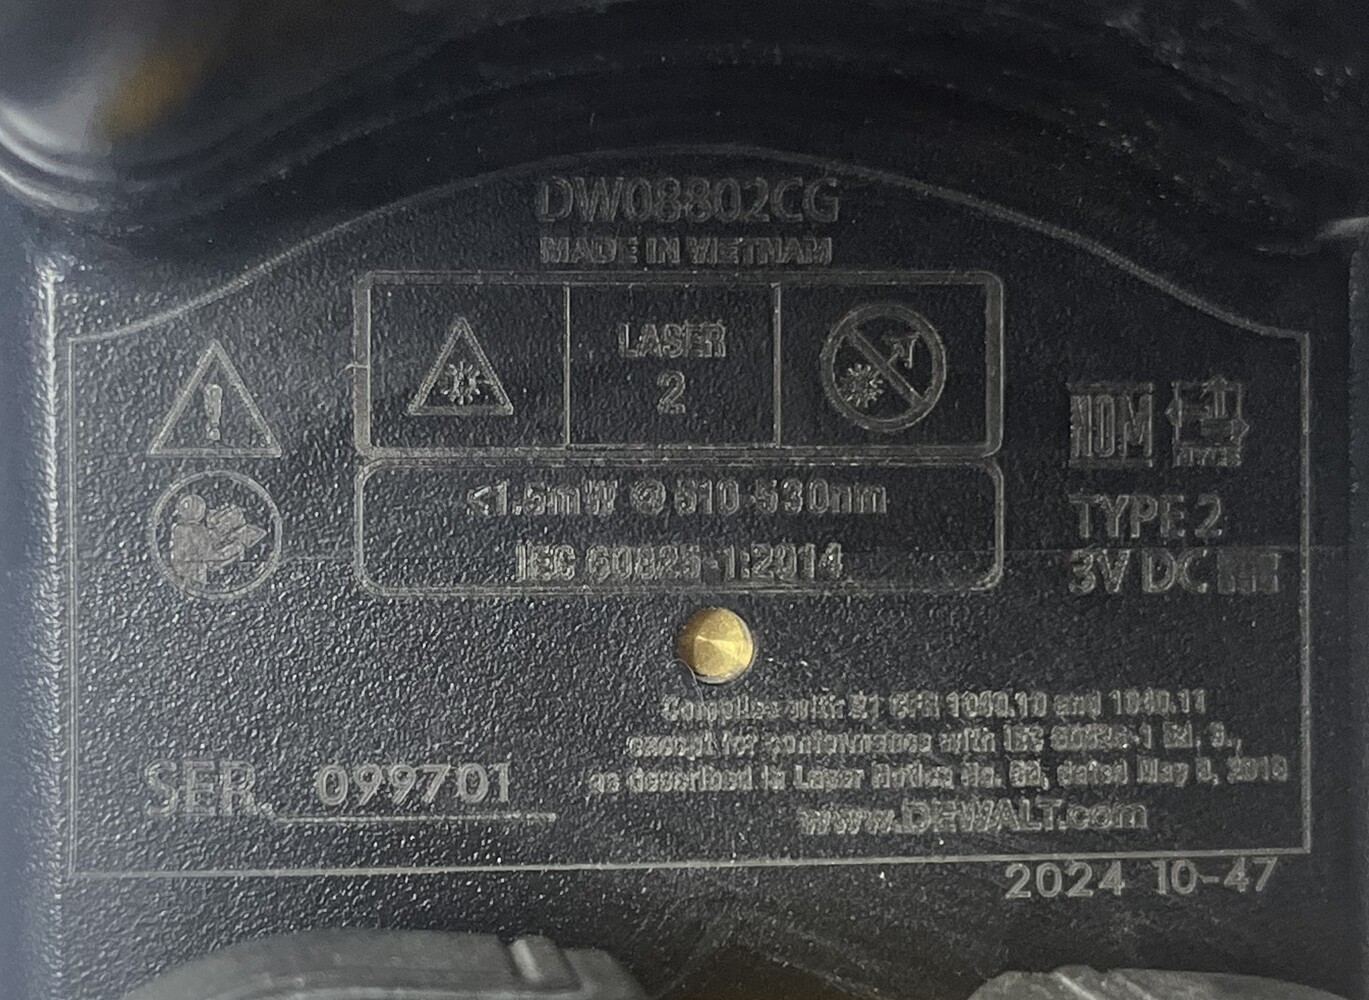 DW08802CG
MADE IN VIETNAM
LASER
2
<1.5mW @ 510-530nm
IEC 60825-1:2014
NOM
NYCE
TYPE 2
3V DC
Complies with 21 CFR 1040.10 and 1040.11
except for conformance with IEC 60825-1 Ed. 3.,
as described in Laser Notice No. 56, dated May 8, 2019
www.DEWALT.com
SER. 099701
2024 10-47